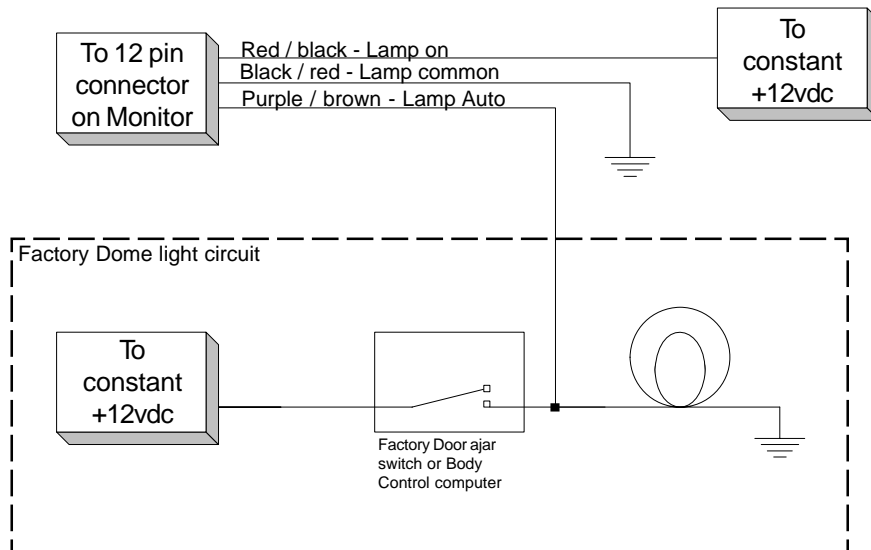 To 12 pin
connector
on Monitor
Red / black - Lamp on
Black / red - Lamp common
Purple / brown - Lamp Auto
To
constant
+12vdc
Factory Dome light circuit
To
constant
+12vdc
Factory Door ajar
switch or Body
Control computer